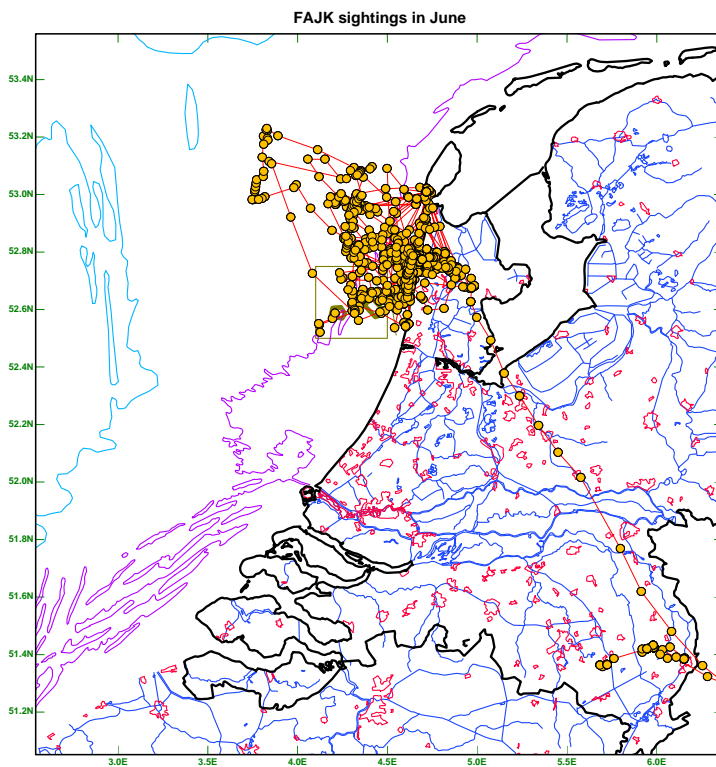 FAJK sightings in June
53.4N
53.2N
53.0N
52.8N
52.6N
52.4N
52.2N
52.0N
51.8N
51.6N
51.4N
51.2N
3.0E 3.5E 4.0E 4.5E 5.0E 5.5E 6.0E